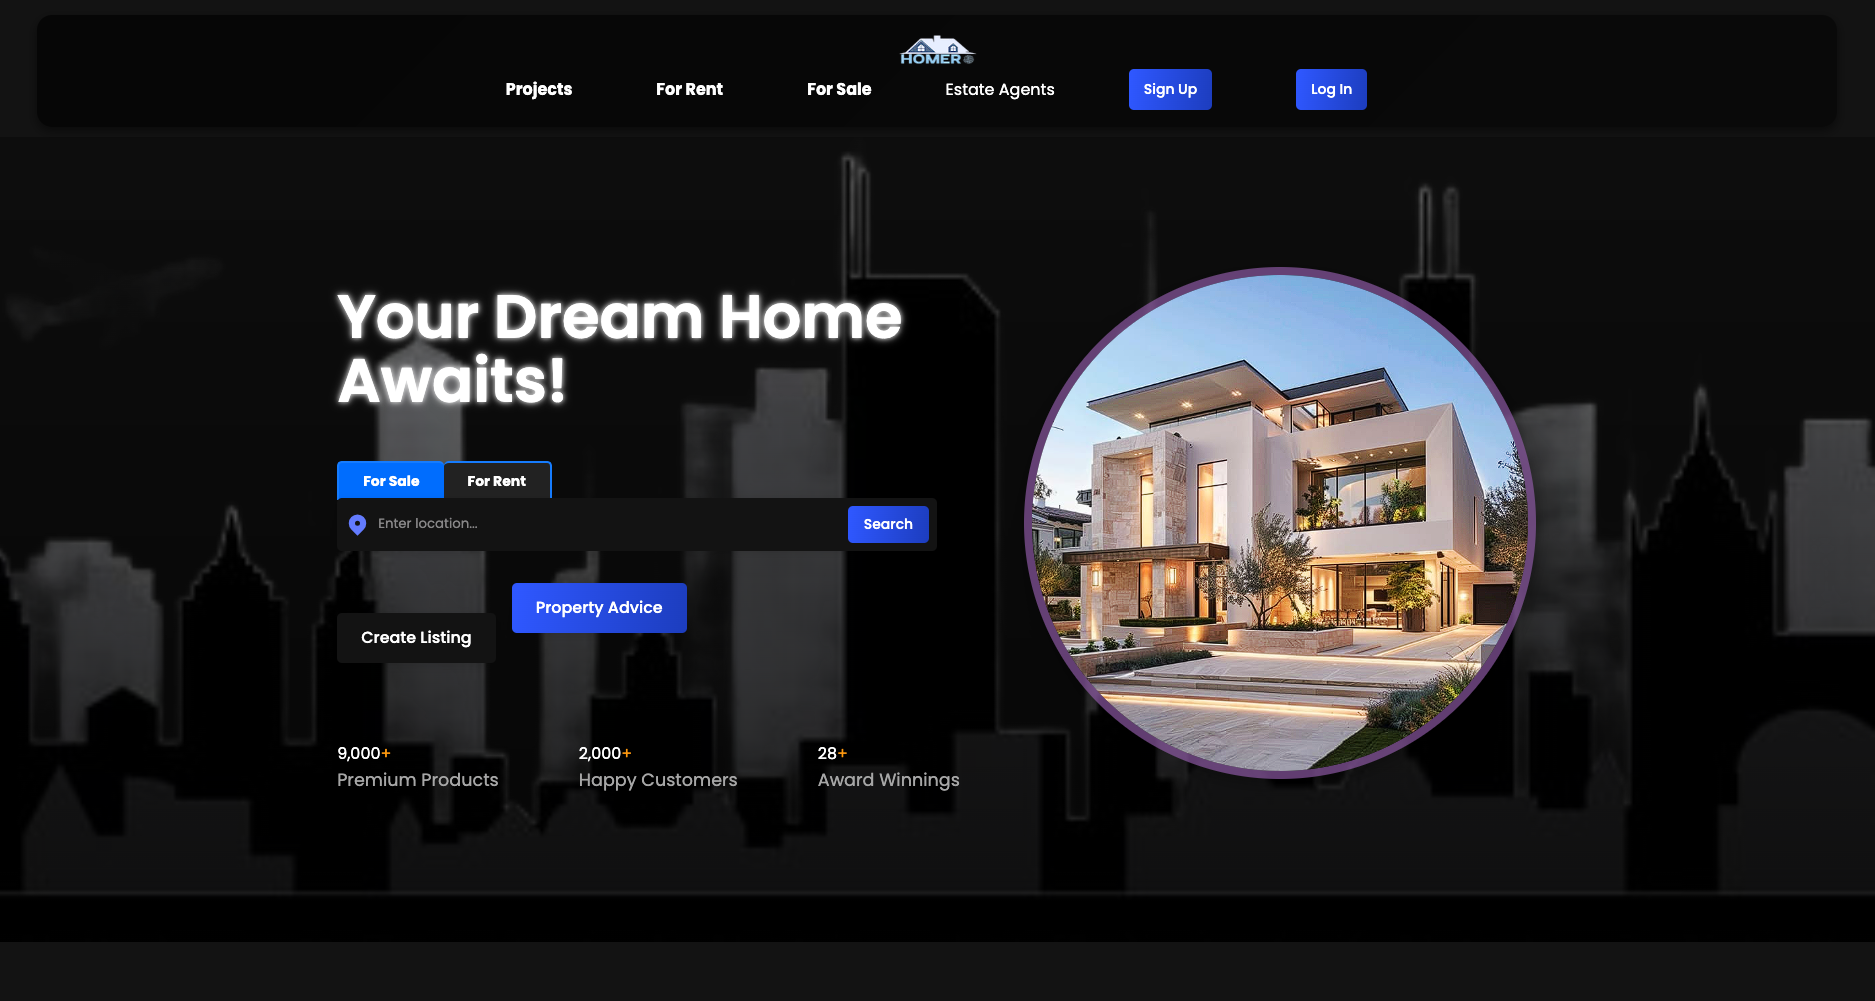 HOMER
Projects
For Rent
For Sale
Estate Agents
Sign Up
Log In
Your Dream Home
Awaits!
For Sale
For Rent
Enter location...
Search
Property Advice
Create Listing
9,000+
Premium Products
2,000+
Happy Customers
28+
Award Winnings